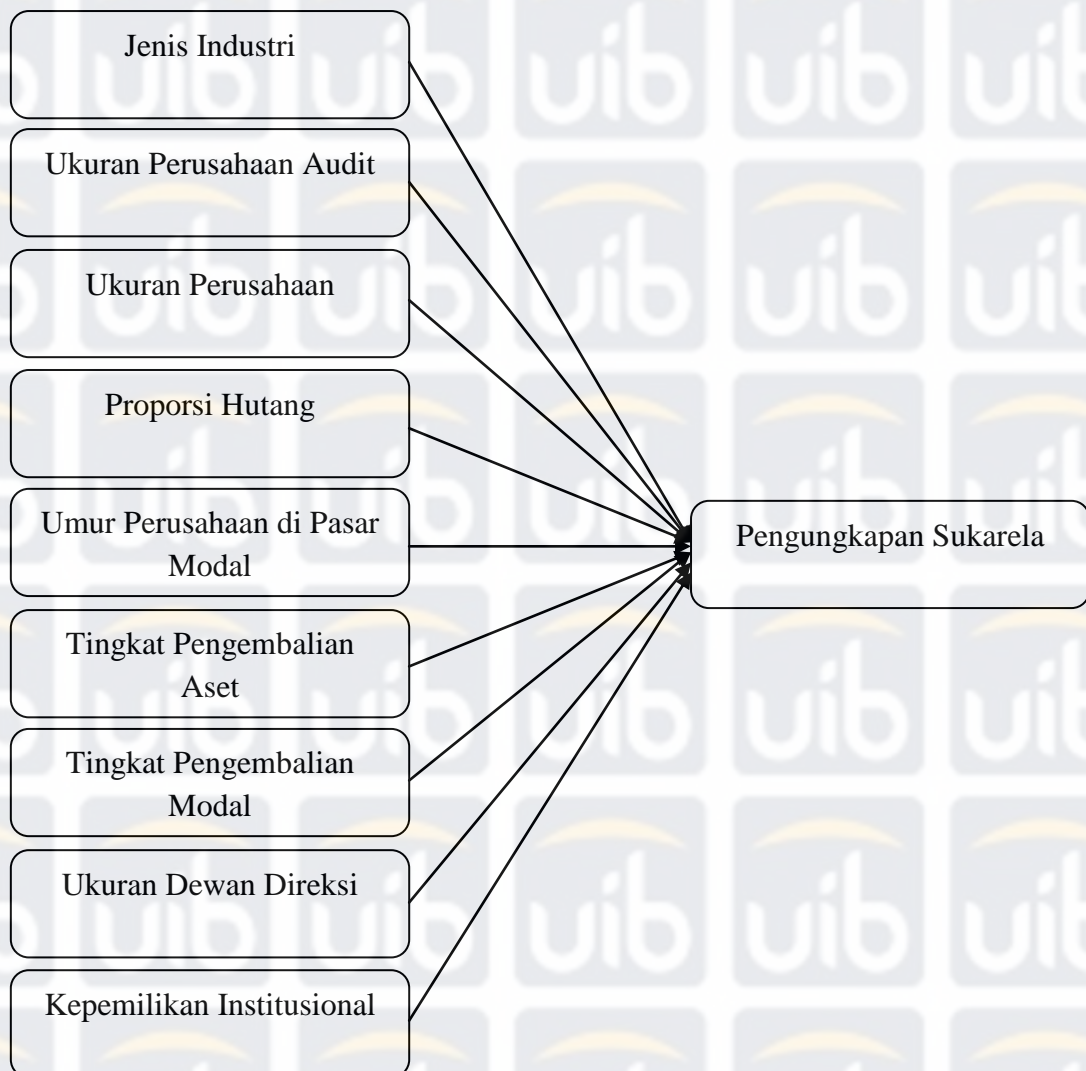 Jenis Industri
Ukuran Perusahaan Audit
Ukuran Perusahaan
Proporsi Hutang
Umur Perusahaan di Pasar
Modal
Tingkat Pengembalian
Aset
Tingkat Pengembalian
Modal
Ukuran Dewan Direksi
Kepemilikan Institusional
Pengungkapan Sukarela